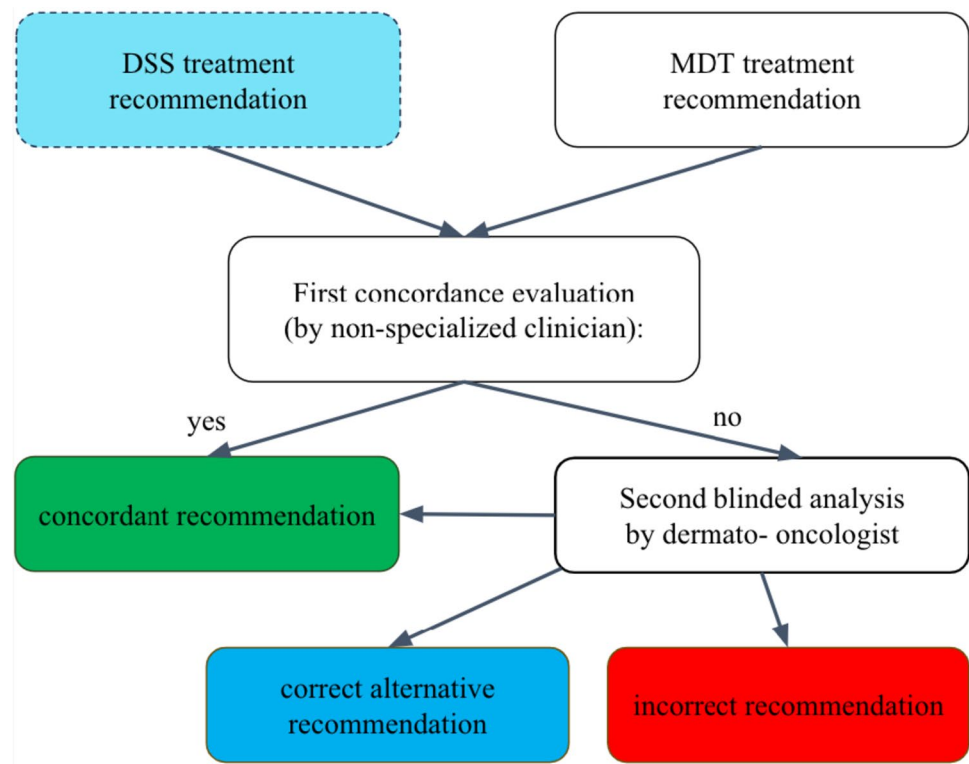 DSS treatment
recommendation
MDT treatment
recommendation
First concordance evaluation
(by non-specialized clinician):
yes
no
concordant recommendation
Second blinded analysis
by dermato- oncologist
correct alternative
recommendation
incorrect recommendation